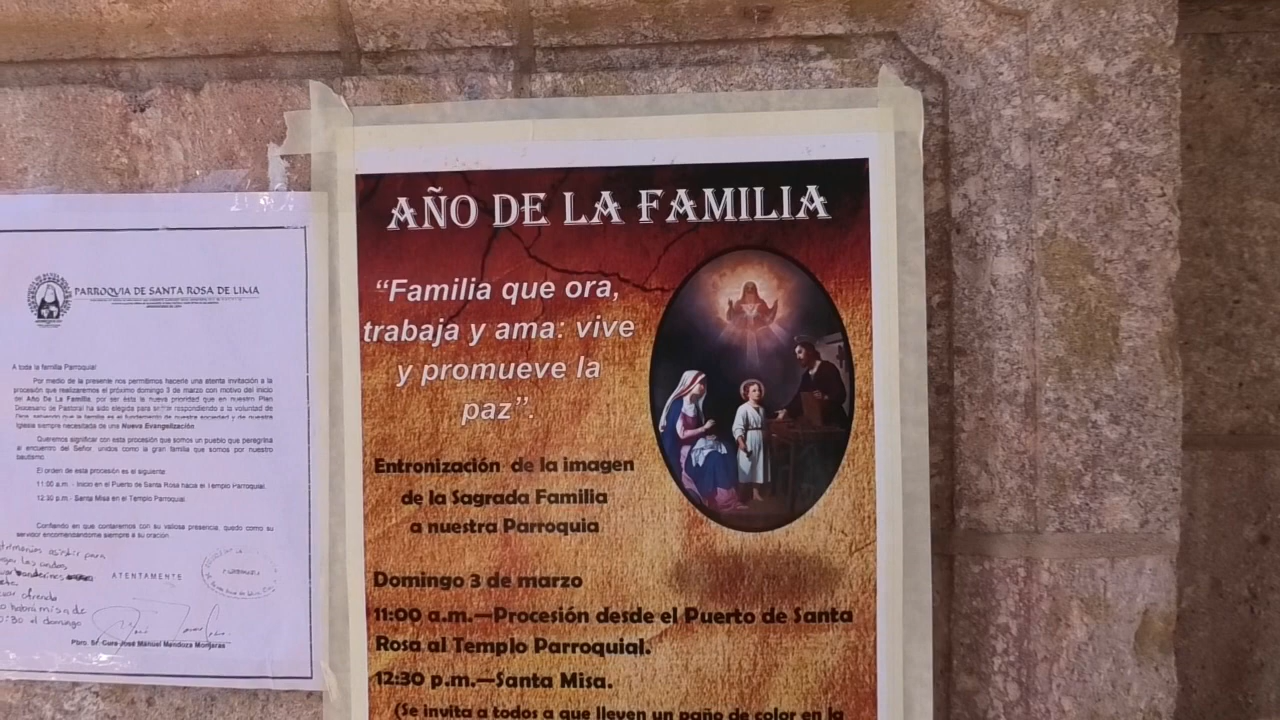 PARROQUIA DE SANTA ROSA DE LIMA
A toda la familia Parroquial
Por medio de la presente nos permitimos hacerle una atenta invitación a la
procesión que realizaremos el próximo domingo 3 de marzo con motivo del inicio
del Año De La Familia, por ser ésta la nueva prioridad que en nuestro Plan
Diocesano de Pastoral ha sido elegida para seguir respondiendo a la voluntad de
Dios, sabiendo que la familia es el fundamento de nuestra sociedad y de nuestra
Iglesia siempre necesitada de una Nueva Evangelización
Queremos significar con esta procesión que somos un pueblo que peregrina
al encuentro del Señor unidos como la gran familia que somos por nuestro
bautismo.
El orden de esta procesión es el siguiente:
11:00 a.m. - Inicio en el Puerto de Santa Rosa hacia el Templo Parroquial.
12:30 p.m - Santa Misa en el Templo Parroquial.
Confiando en que contaremos con su valiosa presencia, quedo como su
servidor encomendandome siempre a su oración.
asistir para
ATENTAMENTE
ofrenda
habrá misa de
:30 el domingo
Pbro. Sr. Cura José Manuel Mendoza Monjaras
AÑO DE LA FAMILIA
“Familia que ora,
trabaja y ama: vive
y promueve la
paz”.
Entronización de la imagen
de la Sagrada Familia
a nuestra Parroquia
Domingo 3 de marzo
11:00 a.m.—Procesión desde el Puerto de Santa
Rosa al Templo Parroquial.
12:30 p.m.—Santa Misa.
(Se invita a todos a que lleven un paño de color en la